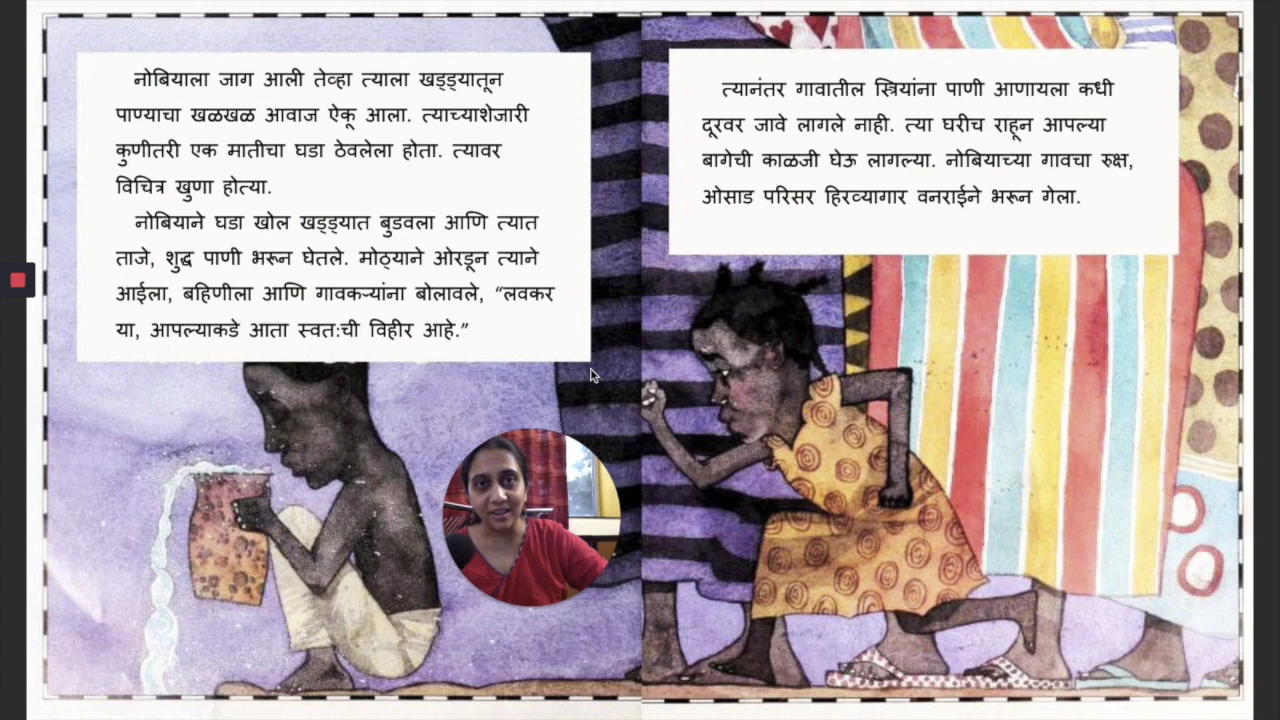 नोबियाला जाग आली तेव्हा त्याला खड्ड्यातून
पाण्याचा खळखळ आवाज ऐकू आला. त्याच्याशेजारी
कुणीतरी एक मातीचा घडा ठेवलेला होता. त्यावर
विचित्र खुणा होत्या.
नोबियाने घडा खोल खड्ड्यात बुडवला आणि त्यात
ताजे, शुद्ध पाणी भरून घेतले. मोठ्याने ओरडून त्याने
आईला, बहिणीला आणि गावकऱ्यांना बोलावले, “लवकर
या, आपल्याकडे आता स्वत:ची विहीर आहे.”
त्यानंतर गावातील स्त्रियांना पाणी आणायला कधी
दूरवर जावे लागले नाही. त्या घरीच राहून आपल्या
बागेची काळजी घेऊ लागल्या. नोबियाच्या गावचा रुक्ष,
ओसाड परिसर हिरव्यागार वनराईने भरून गेला.